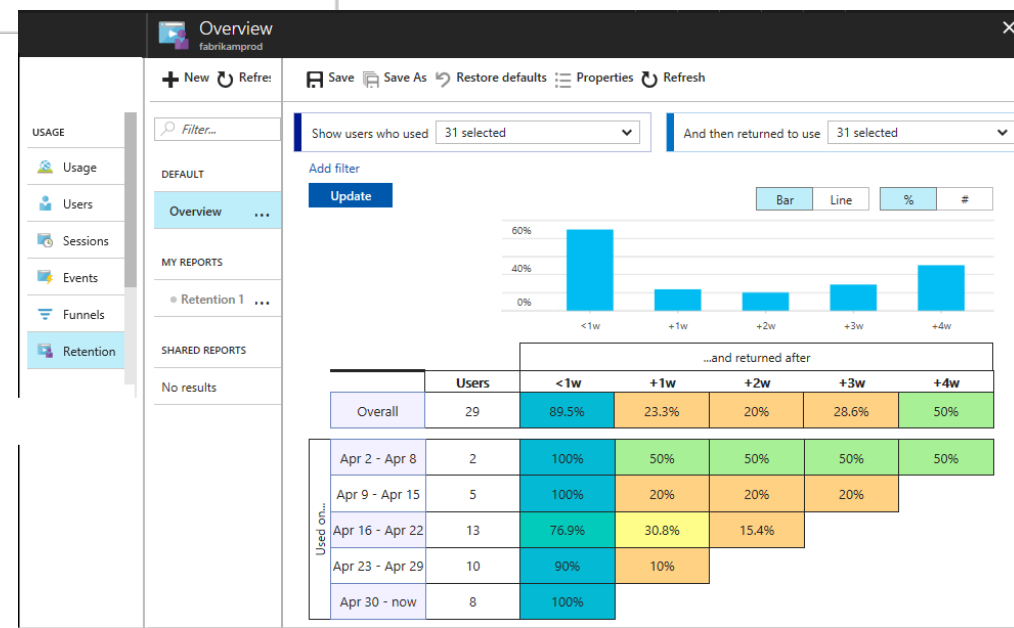 Overview
fabrikamprod
New Refre
USAGE
Usage
Users
Sessions
Events
Funnels
Retention
Filter...
DEFAULT
Overview ...
MY REPORTS
Retention 1 ...
SHARED REPORTS
No results
Save Save As Restore defaults Properties Refresh
Show users who used 31 selected And then returned to use 31 selected
Add filter
Update
Bar Line % #
60%
40%
0%
<1w +1w +2w +3w +4w
...and returned after
Users <1w +1w +2w +3w +4w
Overall 29 89.5% 23.3% 20% 28.6% 50%
Used on...
Apr 2 - Apr 8 2 100% 50% 50% 50% 50%
Apr 9 - Apr 15 5 100% 20% 20% 20%
Apr 16 - Apr 22 13 76.9% 30.8% 15.4%
Apr 23 - Apr 29 10 90% 10%
Apr 30 - now 8 100%